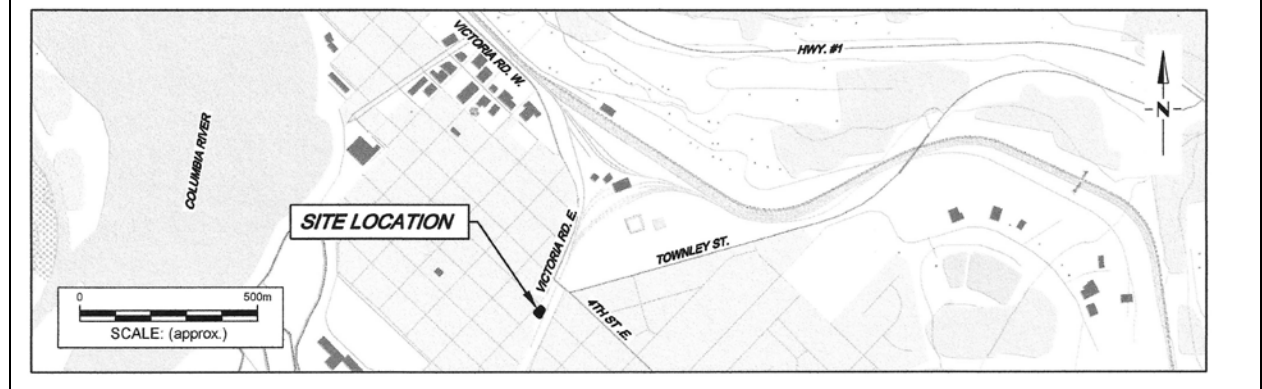 VICTORIA RD. W.
HWY. #1
N
COLUMBIA RIVER
SITE LOCATION
VICTORIA RD. E.
TOWNLEY ST.
4TH ST .E.
0 500m
SCALE: (approx.)